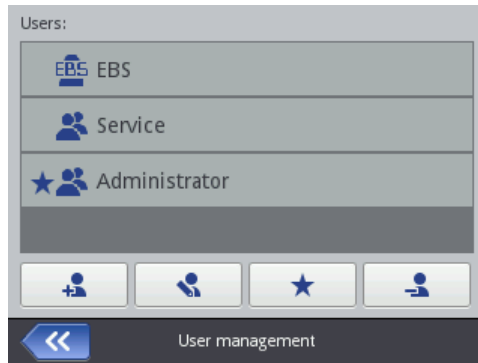 Users:
EBS EBS
Service
Administrator
User management